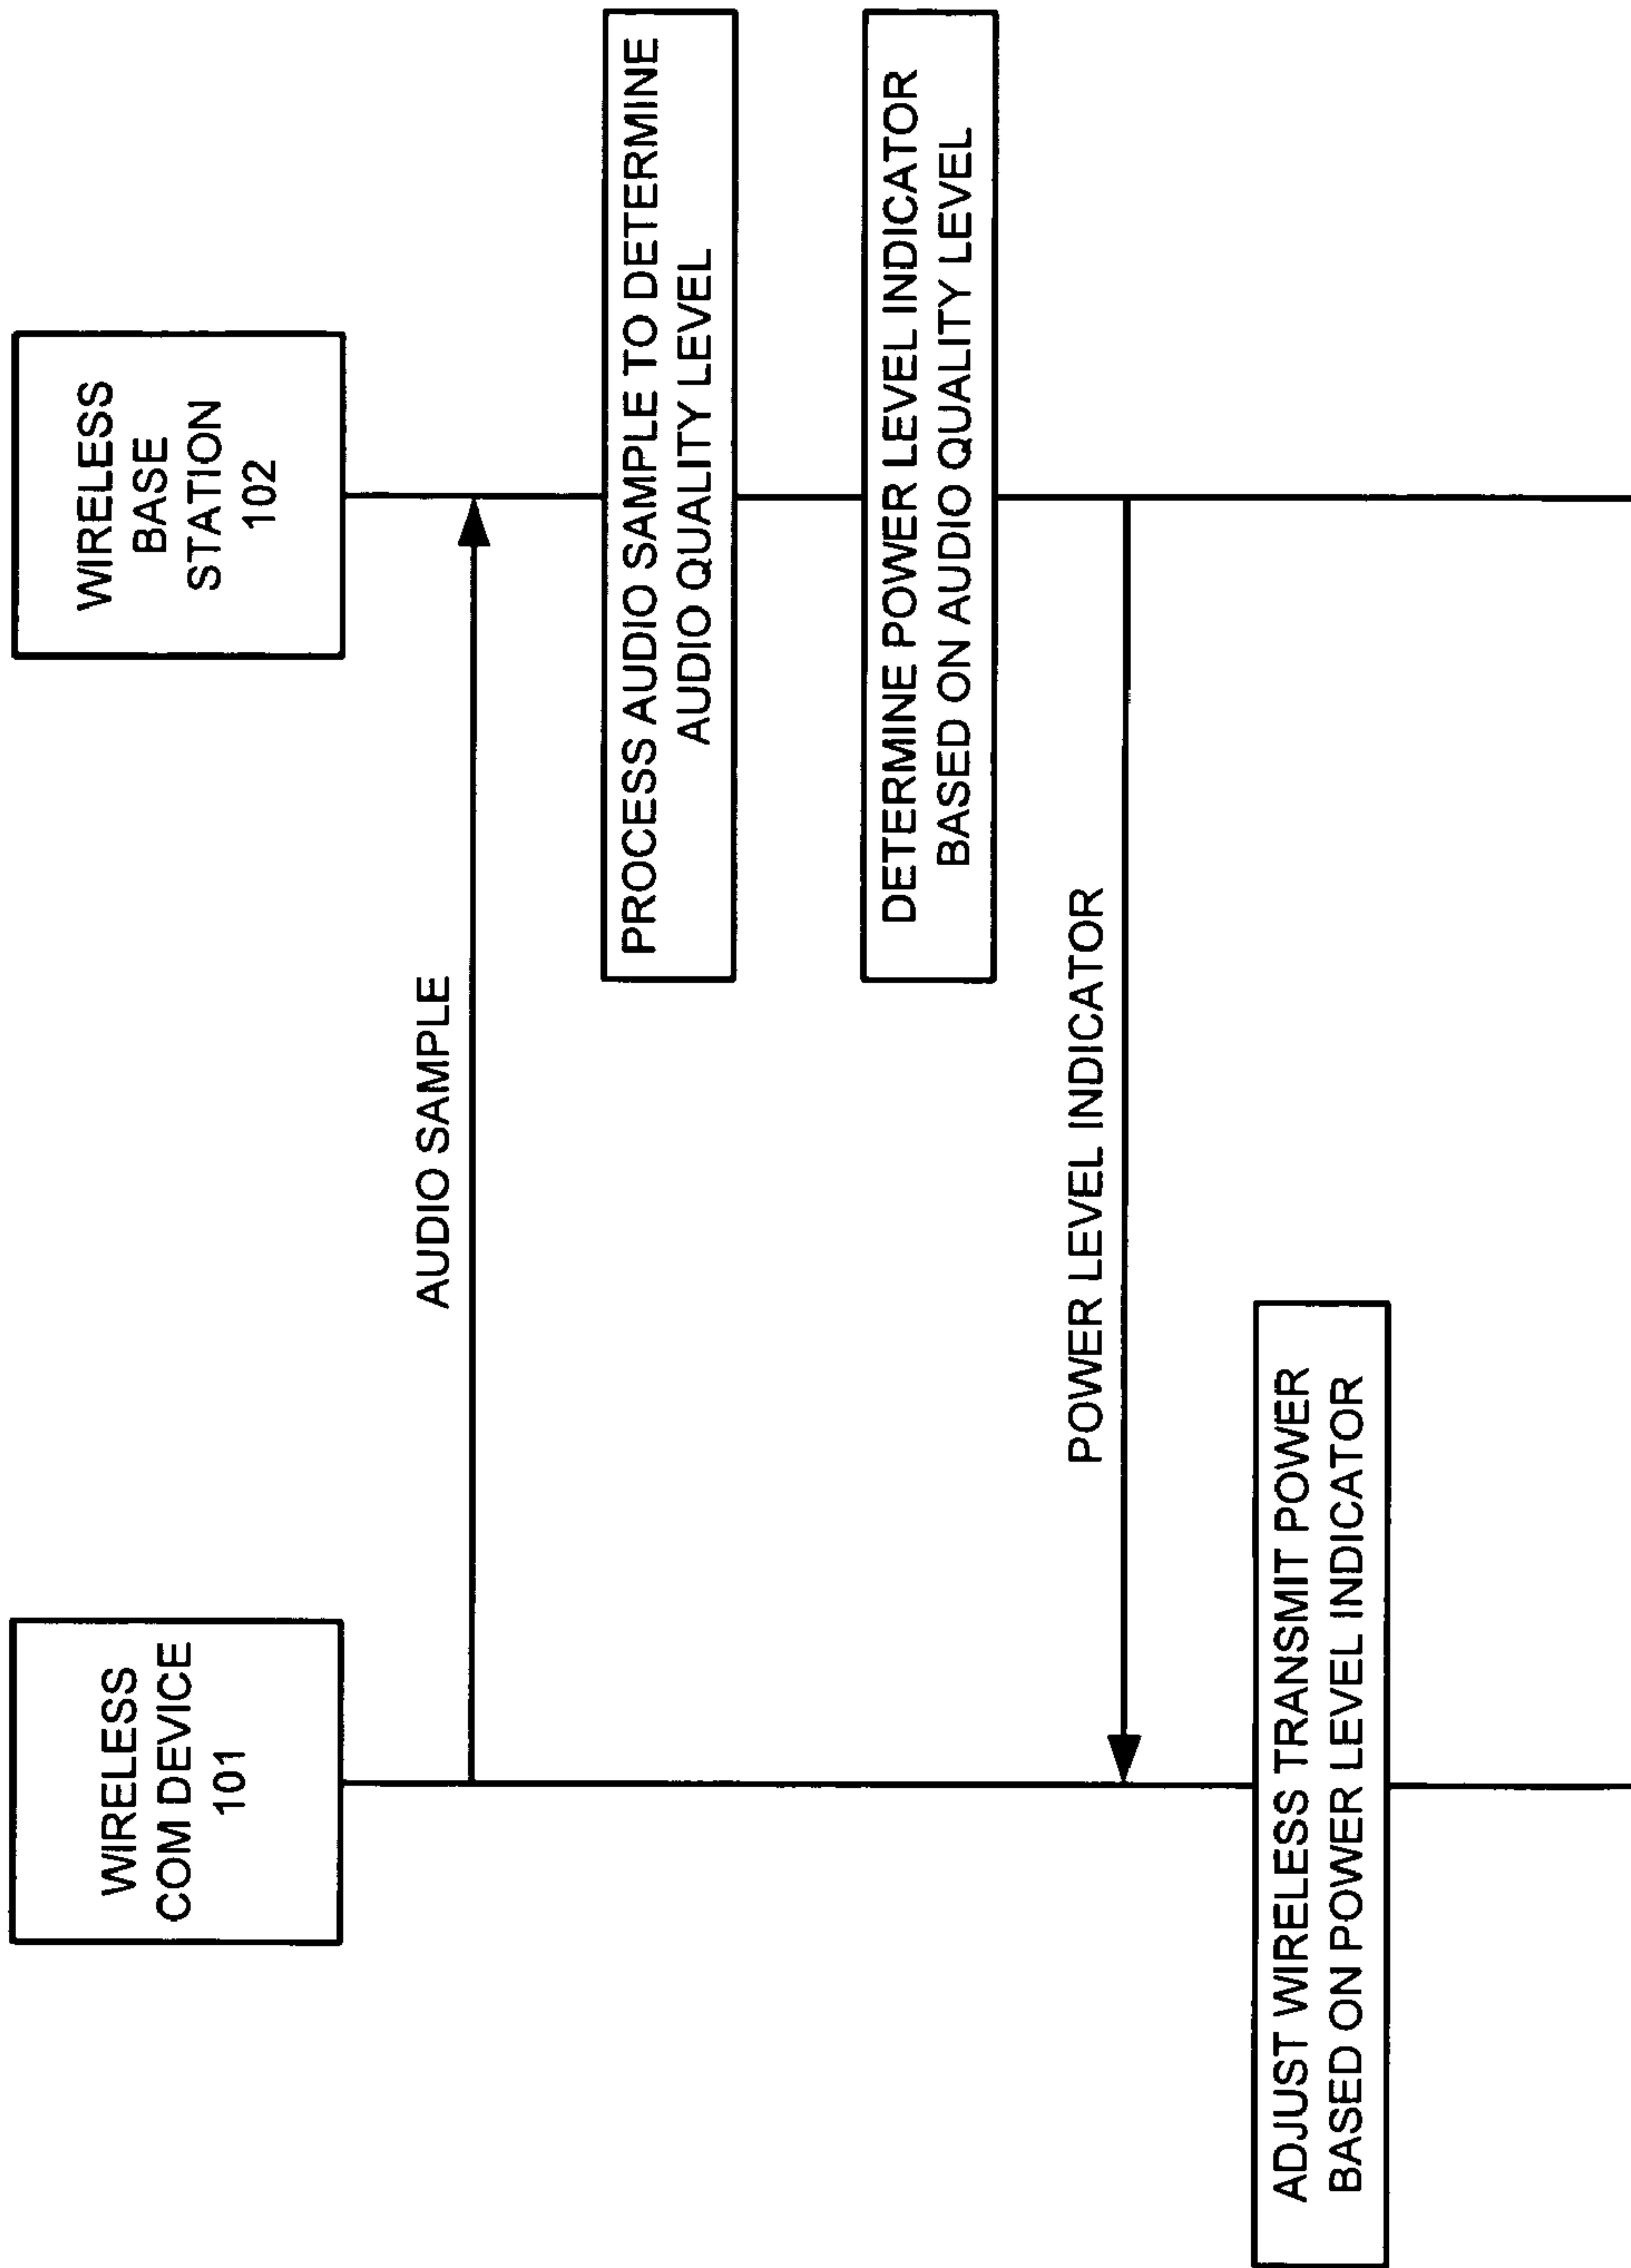 WIRELESS
COM DEVICE
101
WIRELESS
BASE
STATION
102
AUDIO SAMPLE
PROCESS AUDIO SAMPLE TO DETERMINE
AUDIO QUALITY LEVEL
DETERMINE POWER LEVEL INDICATOR
BASED ON AUDIO QUALITY LEVEL
POWER LEVEL INDICATOR
ADJUST WIRELESS TRANSMIT POWER
BASED ON POWER LEVEL INDICATOR